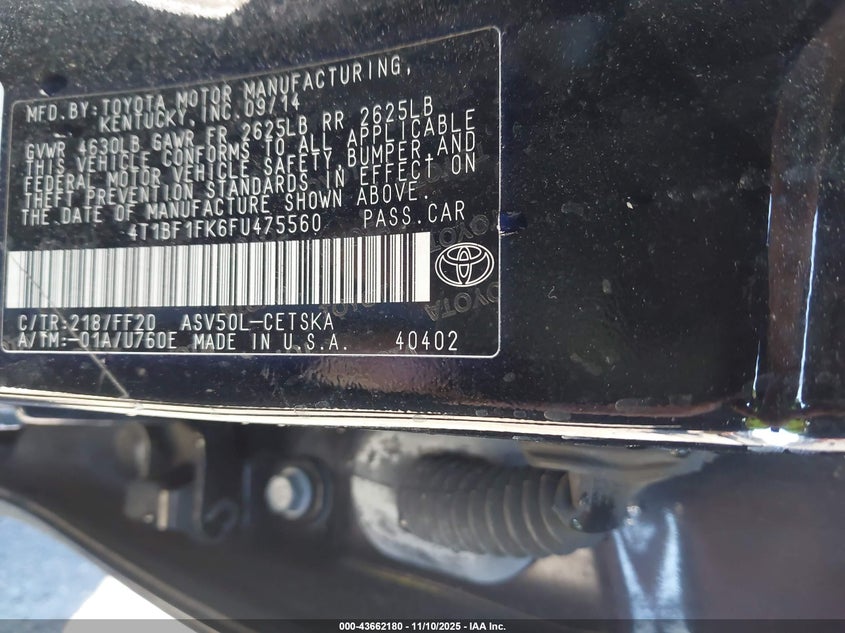 MFD.BY:TOYOTA MOTOR MANUFACTURING,
KENTUCKY,INC.09/14
GVWR 4630LB GAWR FR 2625LB RR 2625LB
THIS VEHICLE CONFORMS TO ALL APPLICABLE
FEDERAL MOTOR VEHICLE SAFETY, BUMPER,AND
THEFT PREVENTION STANDARDS IN EFFECT ON
THE DATE OF MANUFACTURE SHOWN ABOVE.
4T1BF1FK6FU475560 PASS.CAR
C/TR:218/FF20 ASV50L-CETSKA
A/TM:-01A/U760E MADE IN U.S.A. 40402
TOYOTA
000-43662180 - 11/10/2025 - IAA Inc.